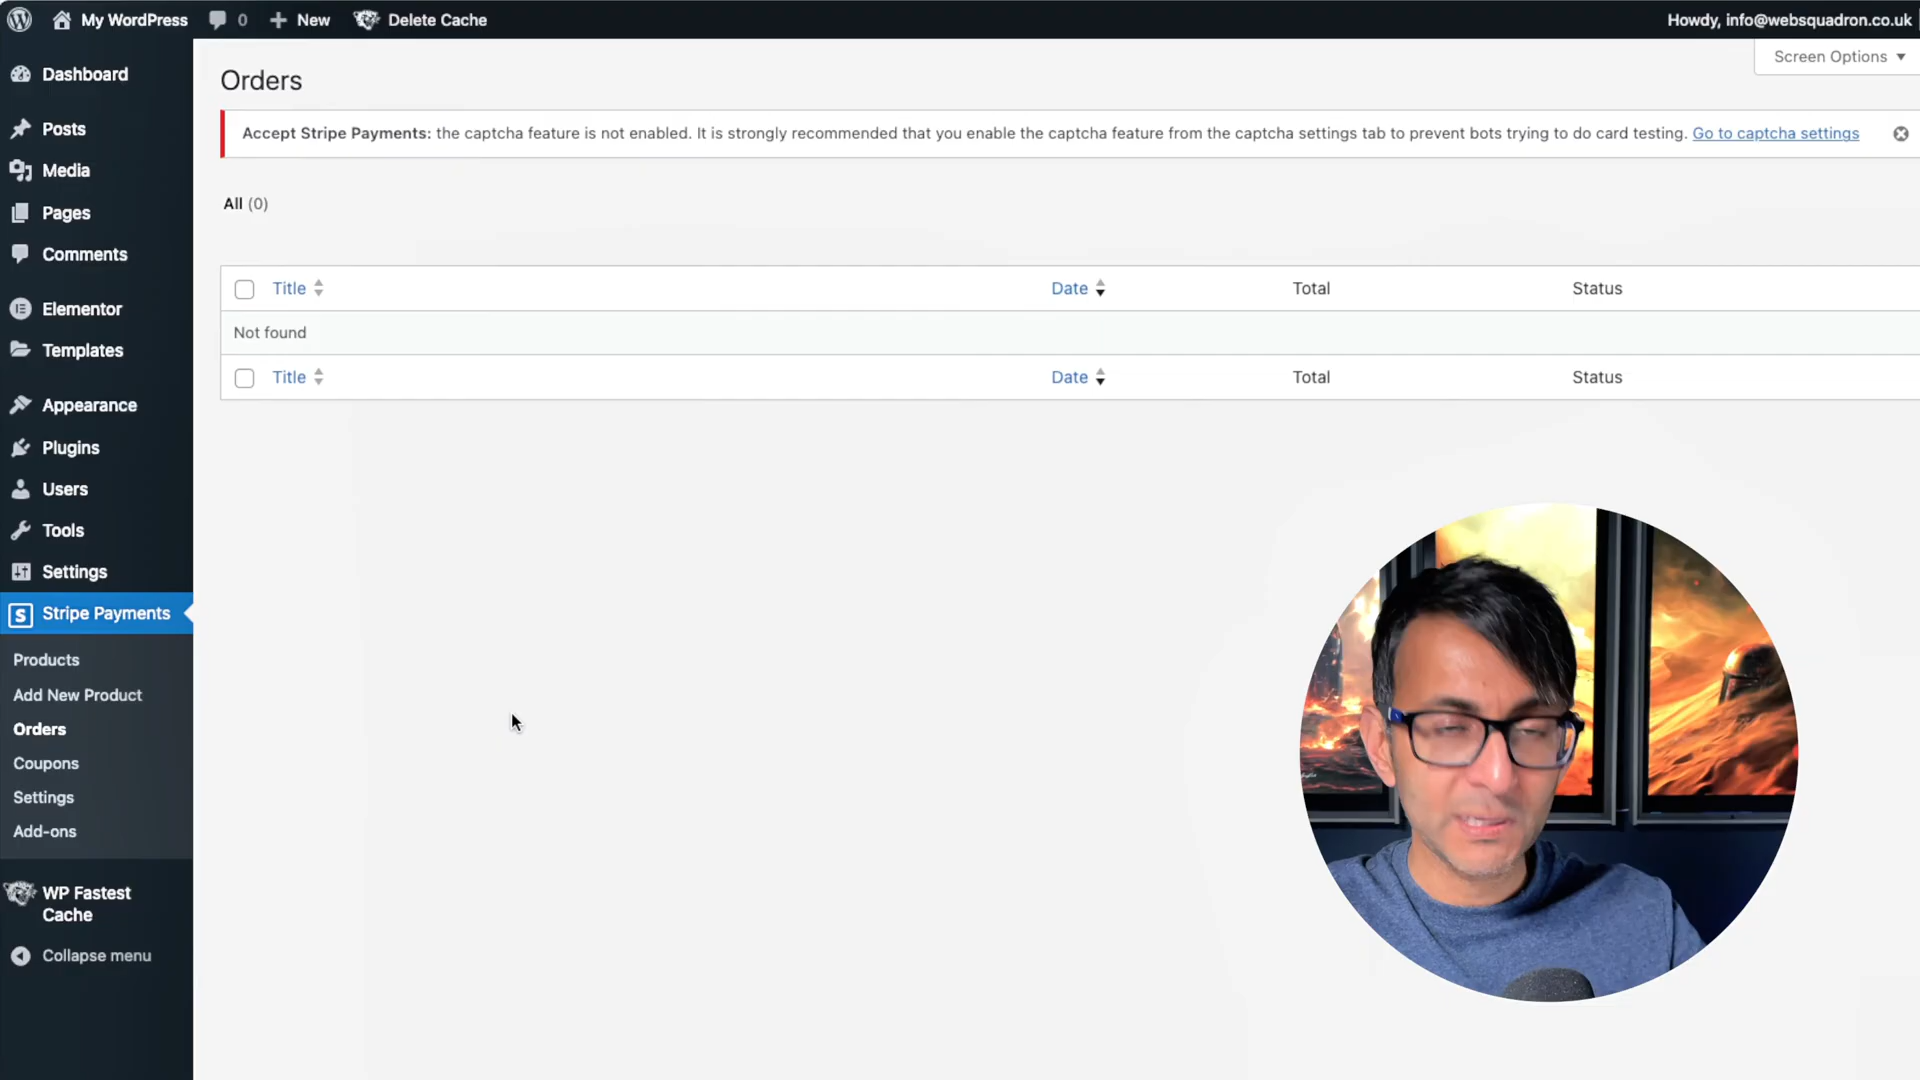 My WordPress
0
New
Delete Cache
Howdy, info@websquadron.co.uk
Screen Options
Dashboard
Posts
Media
Pages
Comments
Elementor
Templates
Appearance
Plugins
Users
Tools
Settings
Stripe Payments
Products
Add New Product
Orders
Coupons
Settings
Add-ons
WP Fastest
Cache
Collapse menu
Orders
Accept Stripe Payments: the captcha feature is not enabled. It is strongly recommended that you enable the captcha feature from the captcha settings tab to prevent bots trying to do card testing. Go to captcha settings
All (0)
Title Date Total Status
Not found
Title Date Total Status